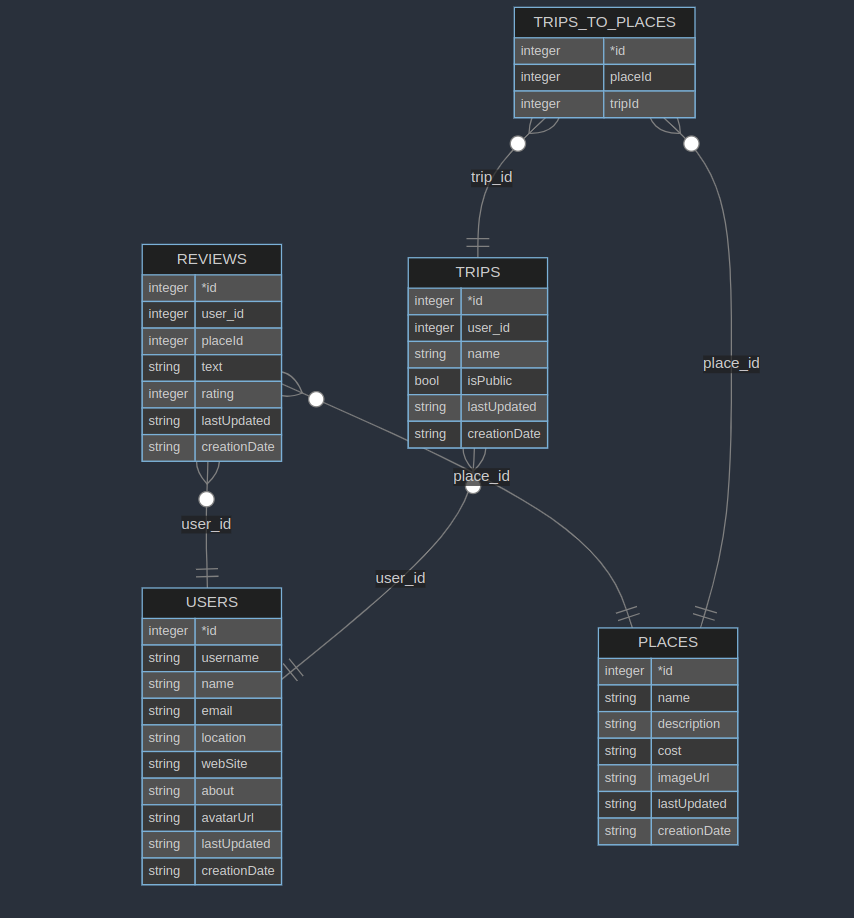 TRIPS_TO_PLACES
integer *id
integer placeId
integer tripId
trip_id
place_id
REVIEWS
integer *id
integer user_id
integer placeId
string text
integer rating
string lastUpdated
string creationDate
TRIPS
integer *id
integer user_id
string name
bool isPublic
string lastUpdated
string creationDate
place_id
user_id
user_id
USERS
integer *id
string username
string name
string email
string location
string webSite
string about
string avatarUrl
string lastUpdated
string creationDate
PLACES
integer *id
string name
string description
string cost
string imageUrl
string lastUpdated
string creationDate